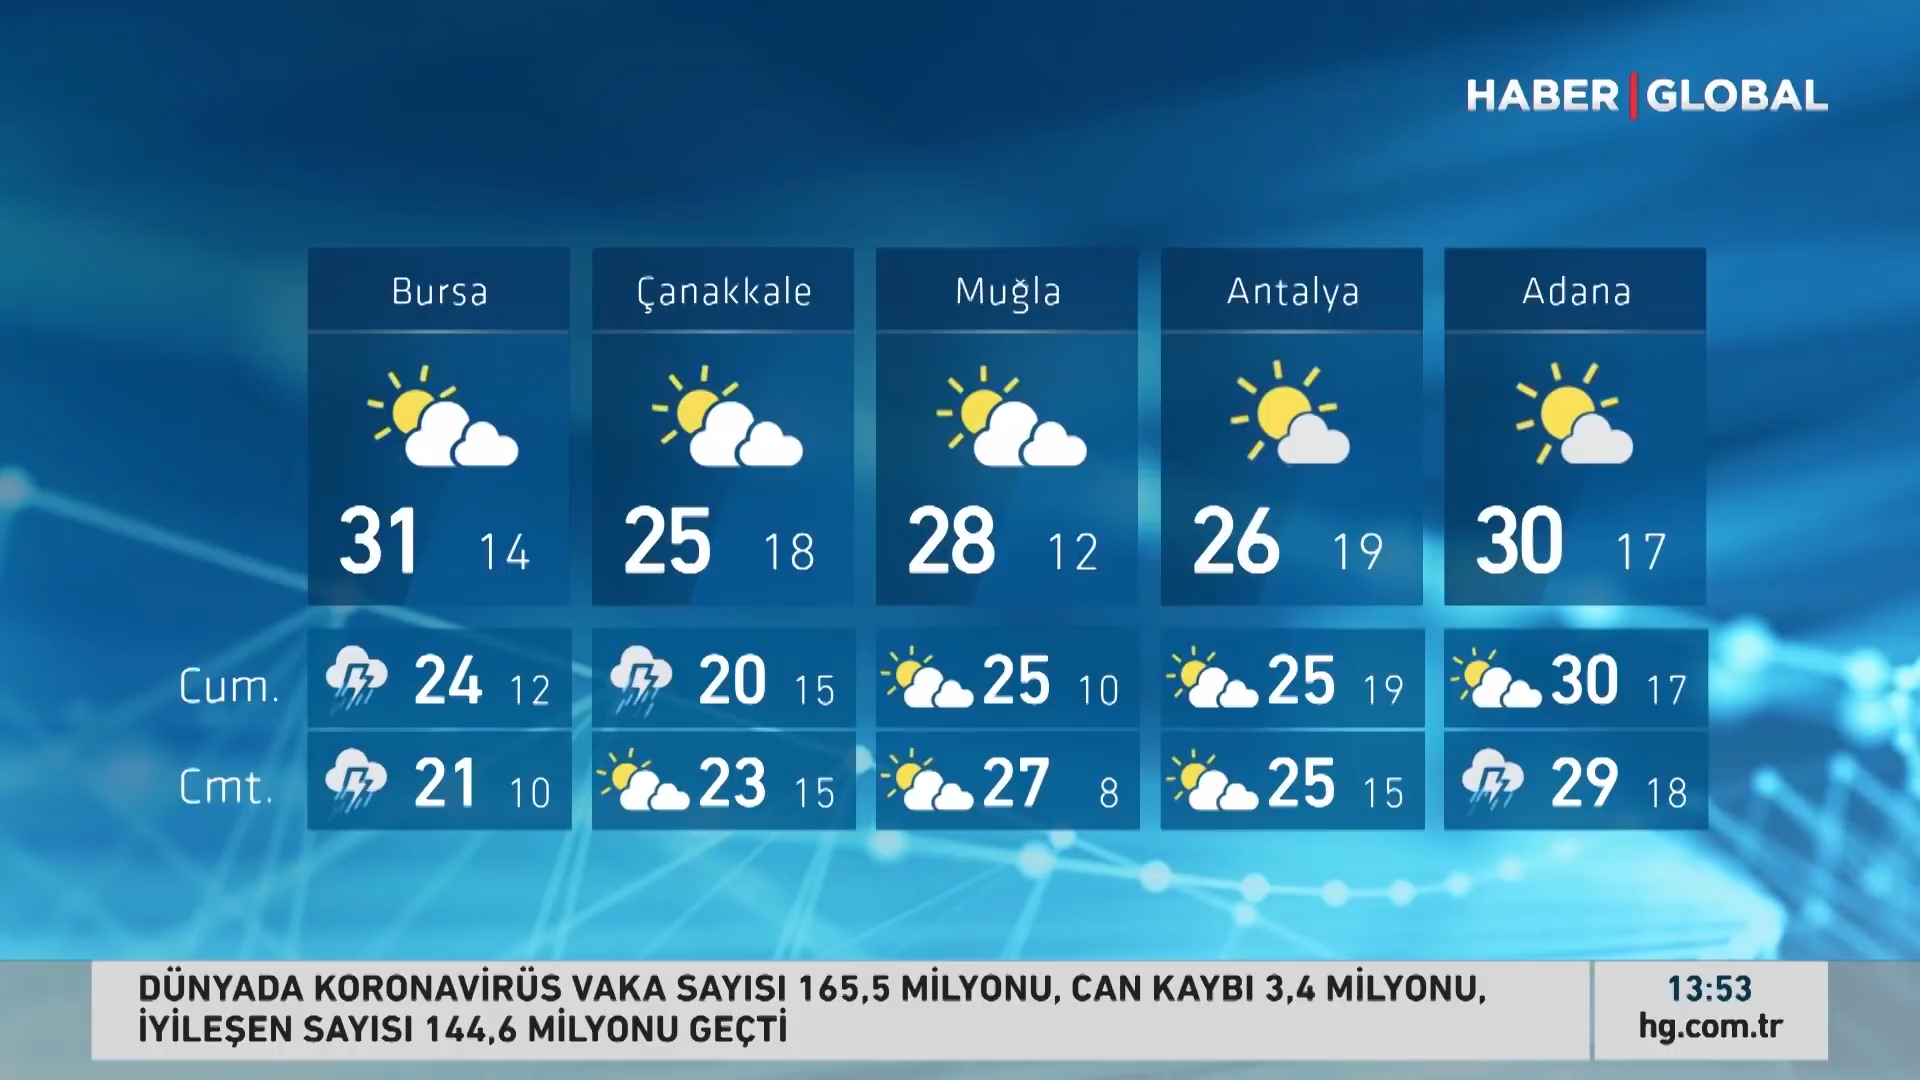 HABER GLOBAL
Bursa Çanakkale Muğla Antalya Adana
31 14 25 18 28 12 26 19 30 17
Cum. 24 12 20 15 25 10 25 19 30 17
Cmt. 21 10 23 15 27 8 25 15 29 18
DÜNYADA KORONAVİRÜS VAKA SAYISI 165,5 MİLYONU, CAN KAYBI 3,4 MİLYONU,
İYİLEŞEN SAYISI 144,6 MİLYONU GEÇTİ
13:53
hg.com.tr